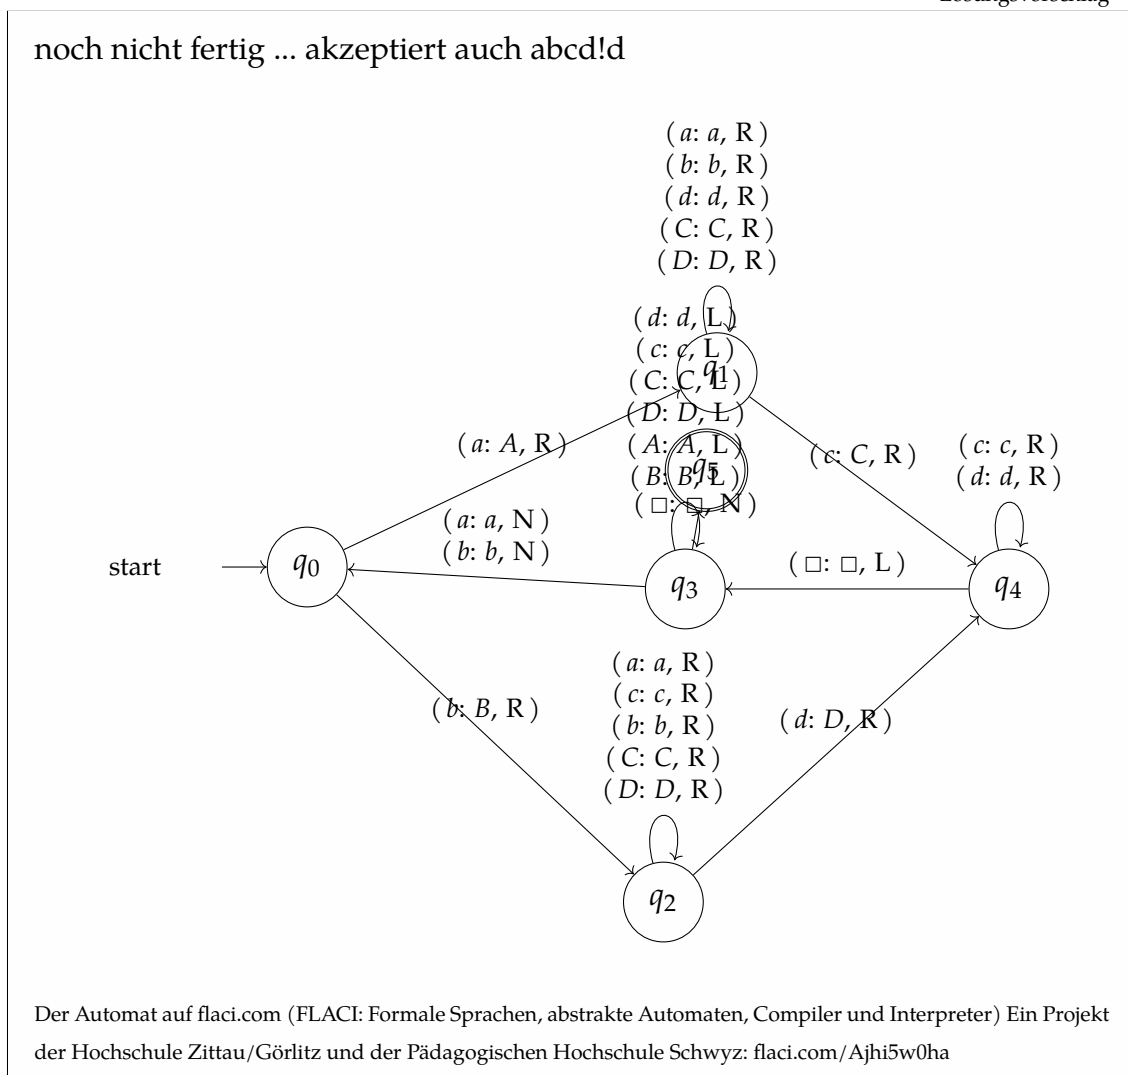 Lösungsvorschlag
noch nicht fertig ... akzeptiert auch abcd!d
( a: a, R )
( b: b, R )
( d: d, R )
( C: C, R )
( D: D, R )
( d: d, L )
( c: c, L )
q1
( C: C, L )
( D: D, L )
( a: A, R )
( A: A, L )
q5
( B: B, L )
( □: □, N )
( c: C, R )
( c: c, R )
( d: d, R )
( a: a, N )
( b: b, N )
start
q0
q3
( □: □, L )
q4
( b: B, R )
( a: a, R )
( c: c, R )
( b: b, R )
( C: C, R )
( D: D, R )
( d: D, R )
q2
Der Automat auf flaci.com (FLACI: Formale Sprachen, abstrakte Automaten, Compiler und Interpreter) Ein Projekt
der Hochschule Zittau/Görlitz und der Pädagogischen Hochschule Schwyz: flaci.com/Ajhi5w0ha